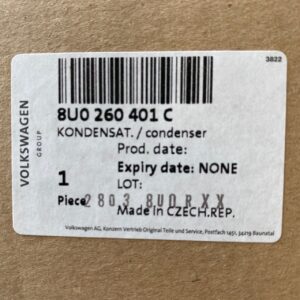 3822
8U0 260 401 C
KONDENSAT. / condenser
Prod. date:
Expiry date: NONE
1
LOT:
Piece
2803 8U0RXX
Made in CZECH.REP.
Volkswagen AG, Konzern Vertrieb Original Teile und Service, Postfach 1451, 34219 Baunatal
VOLKSWAGEN
GROUP